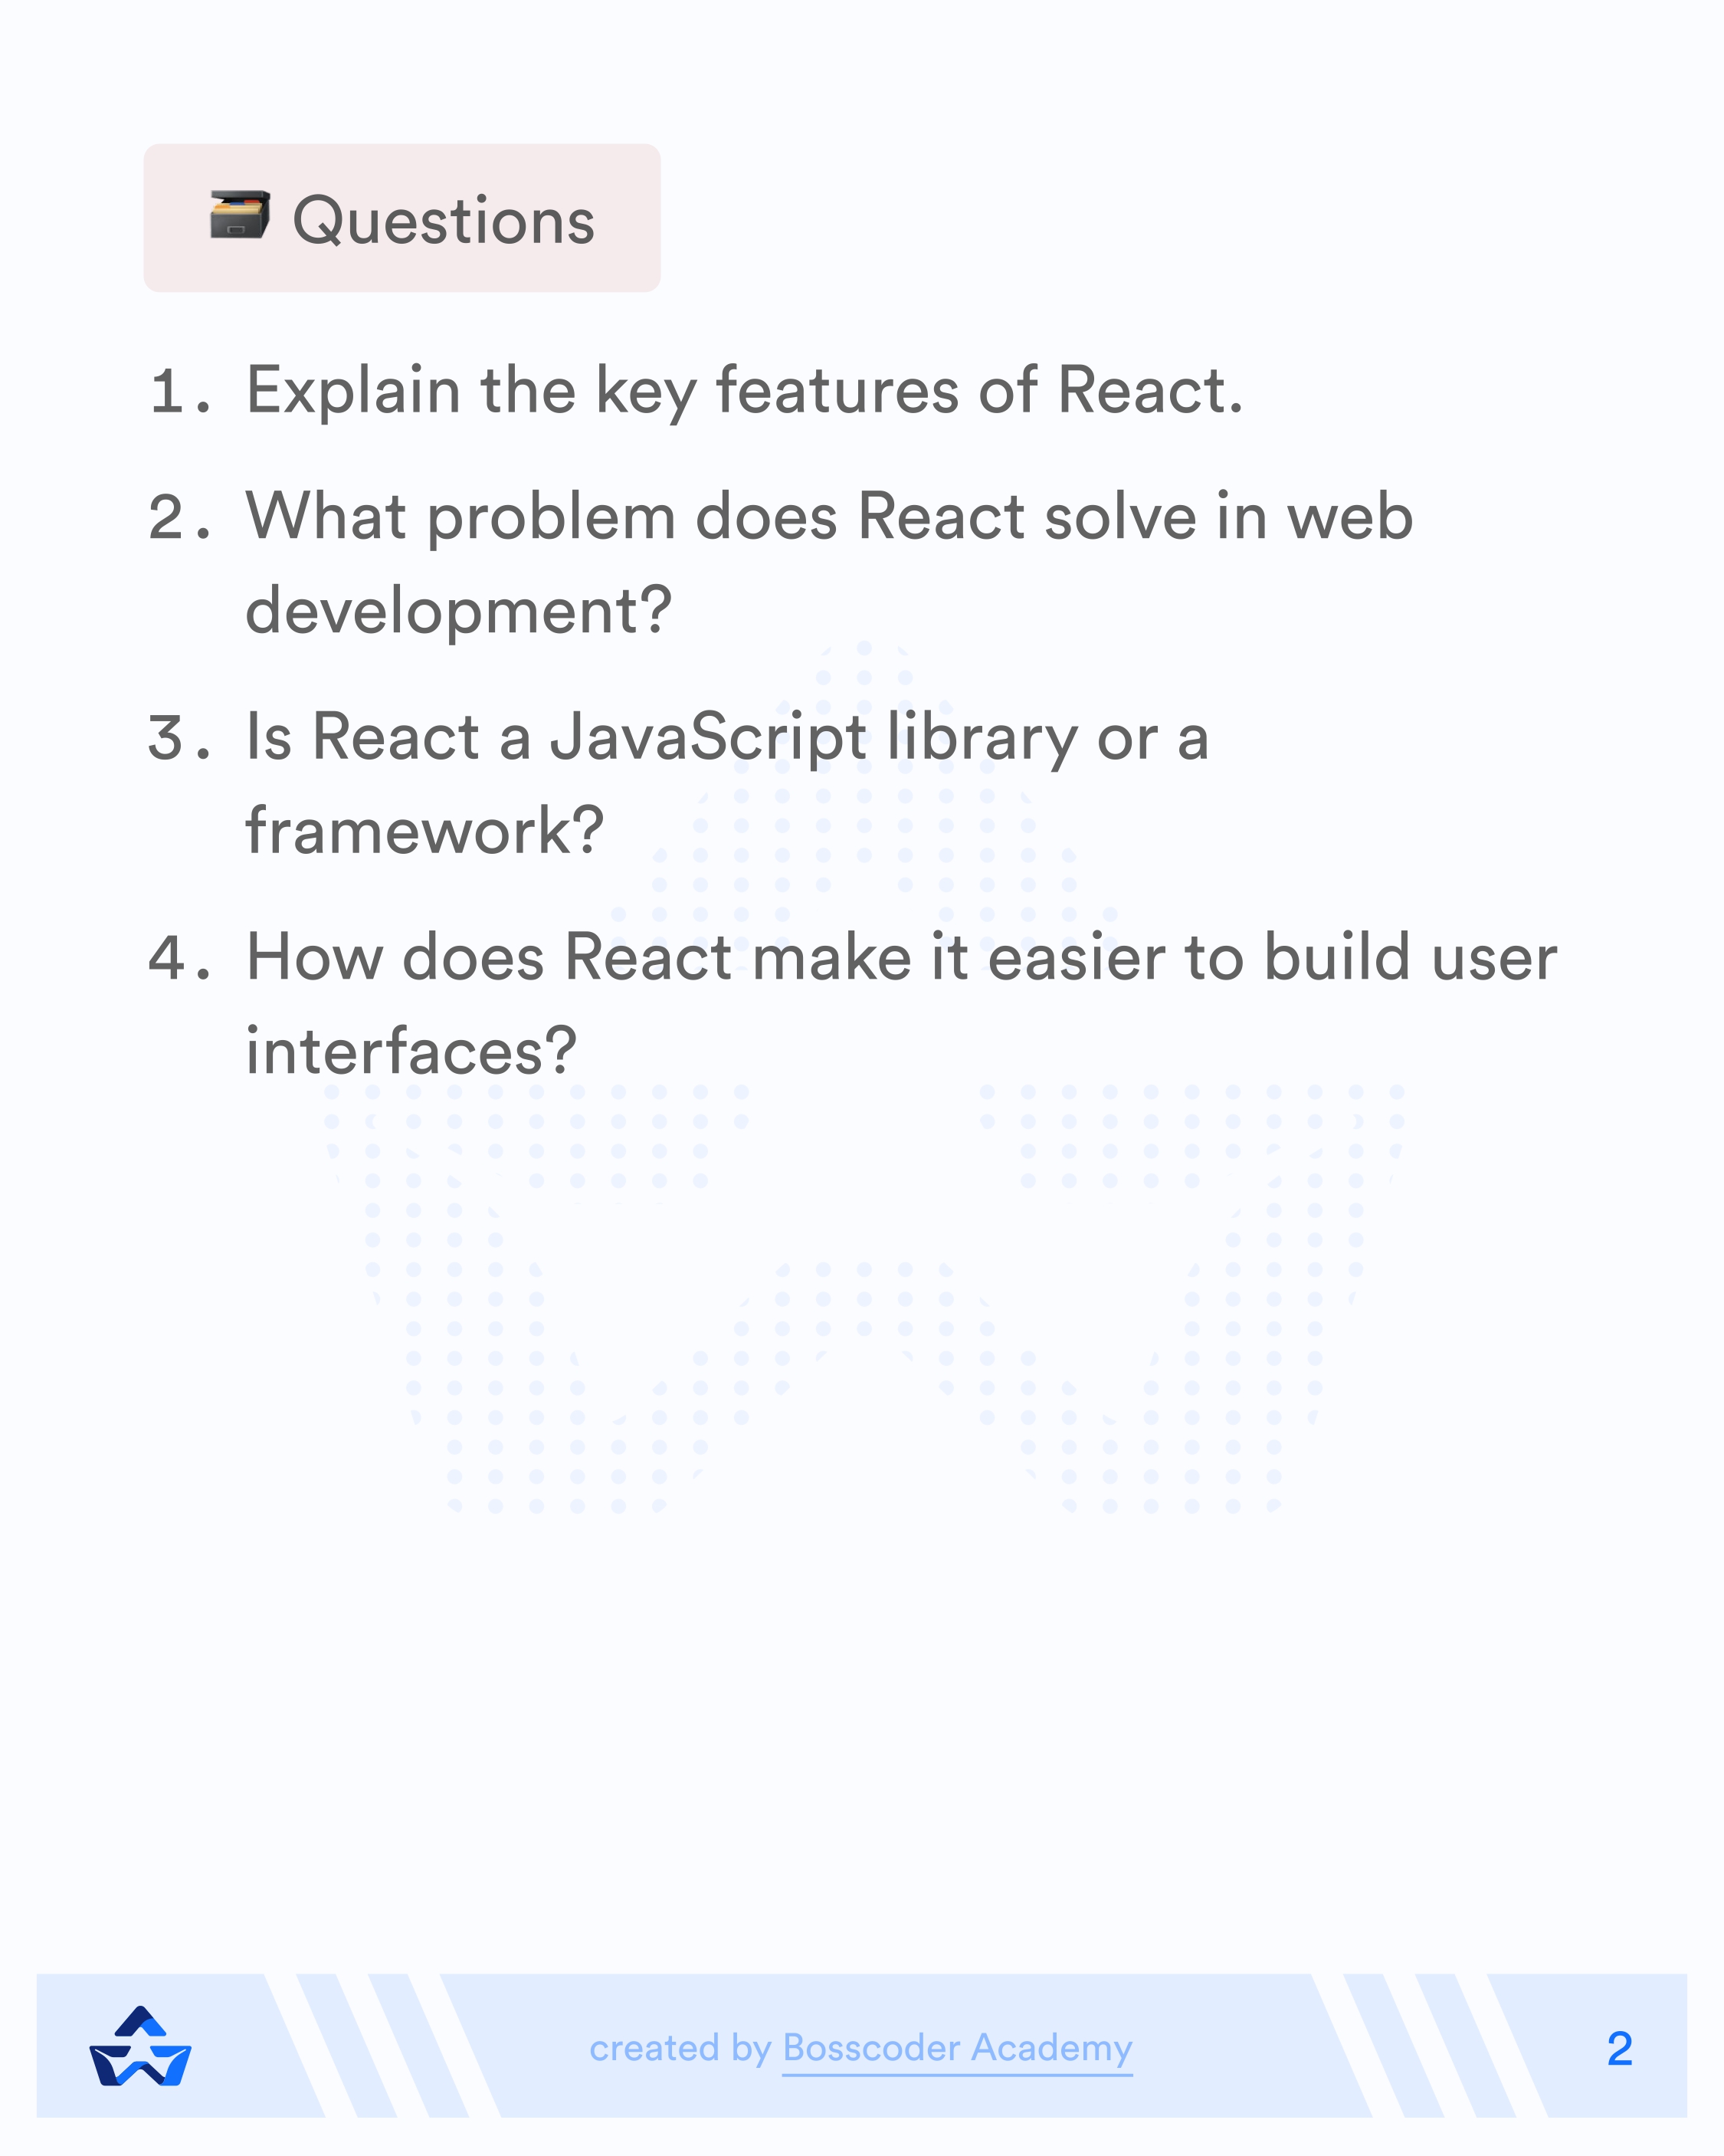 Questions
1. Explain the key features of React.
2. What problem does React solve in web
development?
3. Is React a JavaScript library or a
framework?
4. How does React make it easier to build user
interfaces?
created by Bosscoder Academy
2